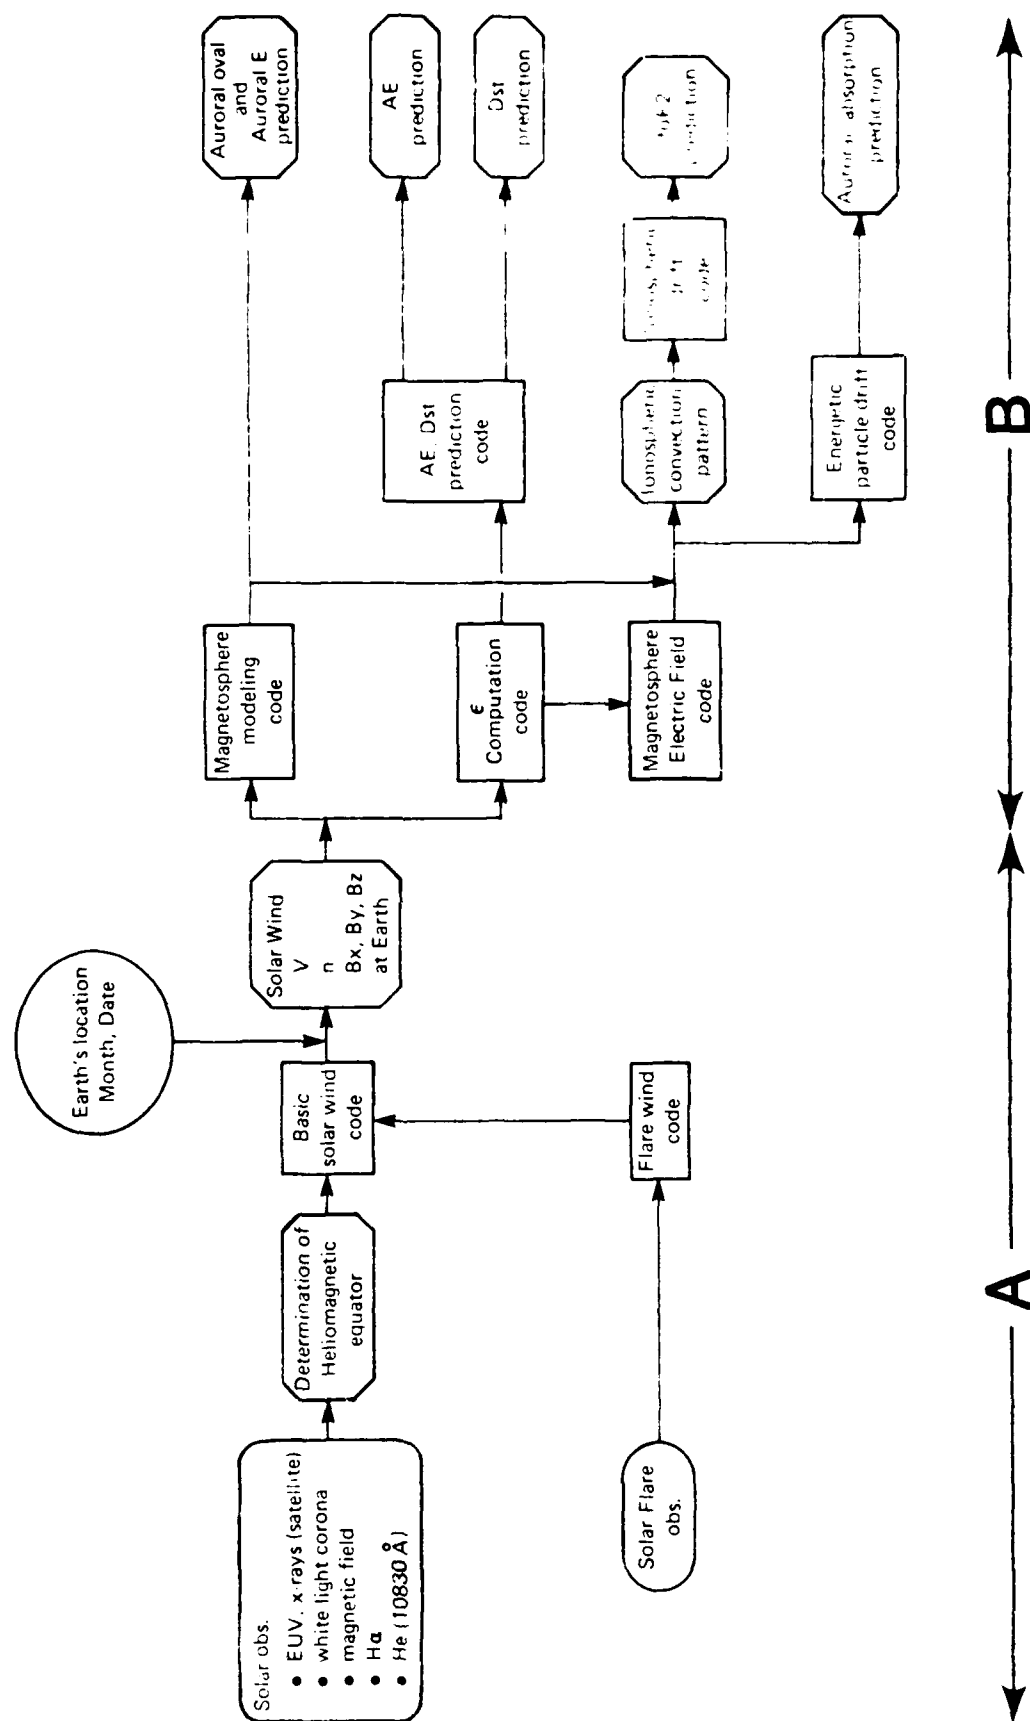 Earth's location
Month, Date
Solar obs.
● EUV, x-rays (satellite)
● white light corona
● magnetic field
● Hα
● He (10830 Å)
Determination of
Heliomagnetic
equator
Basic
solar wind
code
Solar Wind
V
n
Bx, By, Bz
at Earth
Solar Flare
obs.
Flare wind
code
Magnetosphere
modeling
code
ϵ
Computation
code
Magnetosphere
Electric Field
code
AE, Dst
prediction
code
Ionospheric
convection
pattern
Energetic
particle drift
code
code
Auroral oval
and
Auroral E
prediction
AE
prediction
Dst
prediction
prediction
Auroral absorption
prediction
A
B